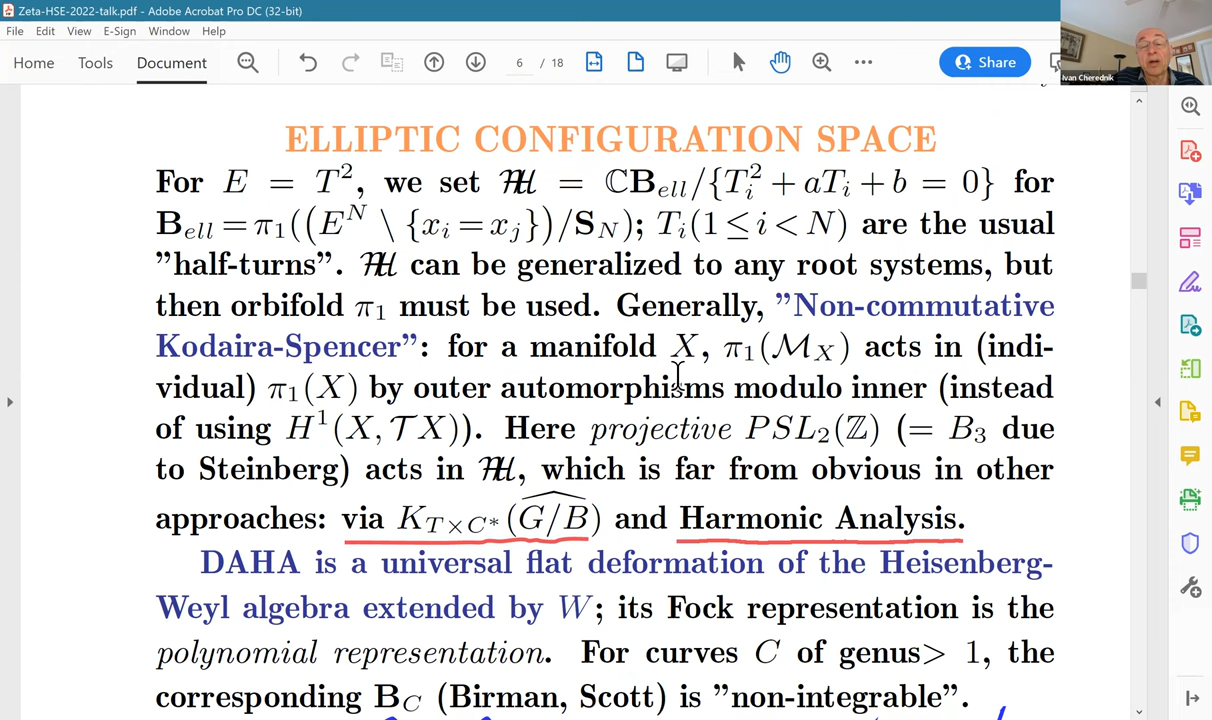 Zeta-HSE-2022-talk.pdf - Adobe Acrobat Pro DC (32-bit)
File Edit View E-Sign Window Help
Home Tools Document 6 / 18 Share
Ivan Cherednik
ELLIPTIC CONFIGURATION SPACE
For E = T², we set ℋℋ = ℂB_{ell}/{T_i² + aT_i + b = 0} for
B_{ell} = π₁((E^N \ {x_i = x_j})/S_N); T_i(1 ≤ i < N) are the usual
"half-turns". ℋℋ can be generalized to any root systems, but
then orbifold π₁ must be used. Generally, "Non-commutative
Kodaira-Spencer": for a manifold X, π₁(ℳ_X) acts in (indi-
vidual) π₁(X) by outer automorphisms modulo inner (instead
of using H¹(X, 𝒯X)). Here projective PSL₂(ℤ) (= B₃ due
to Steinberg) acts in ℋℋ, which is far from obvious in other
approaches: via K_{T×C*}(\widehat{G/B}) and Harmonic Analysis.
DAHA is a universal flat deformation of the Heisenberg-
Weyl algebra extended by W; its Fock representation is the
polynomial representation. For curves C of genus> 1, the
corresponding B_C (Birman, Scott) is "non-integrable".